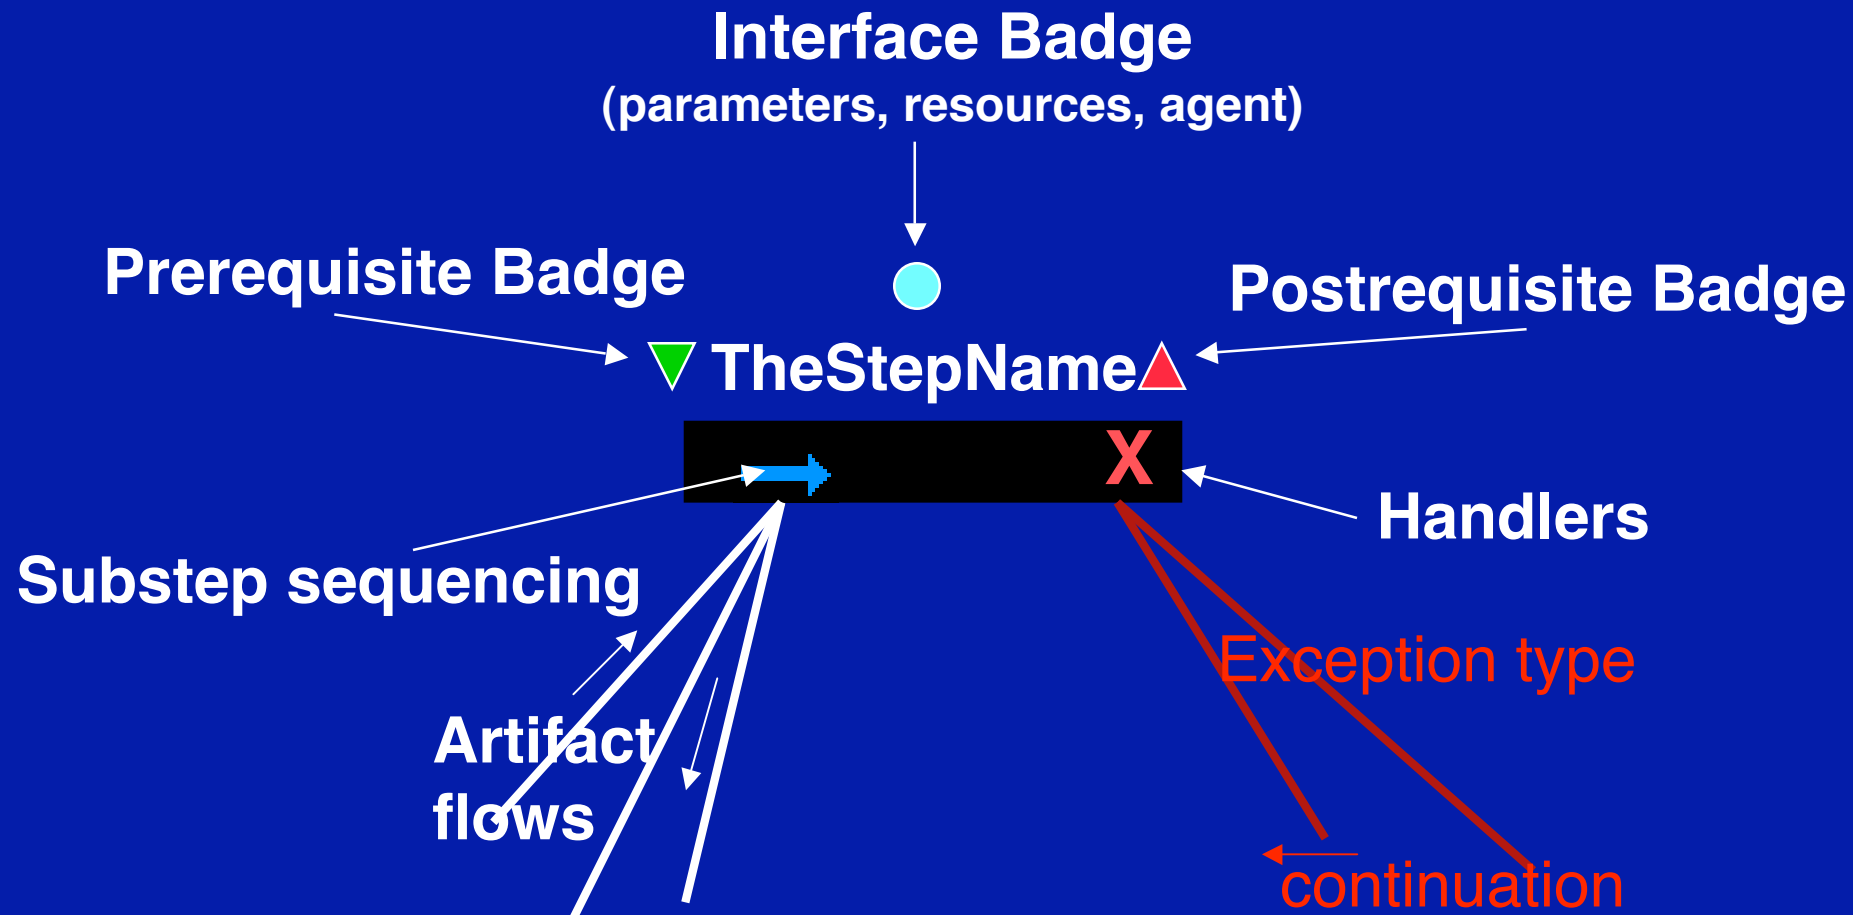 Interface Badge
(parameters, resources, agent)
Prerequisite Badge
Postrequisite Badge
TheStepName
X
Handlers
Substep sequencing
Exception type
Artifact
flows
continuation